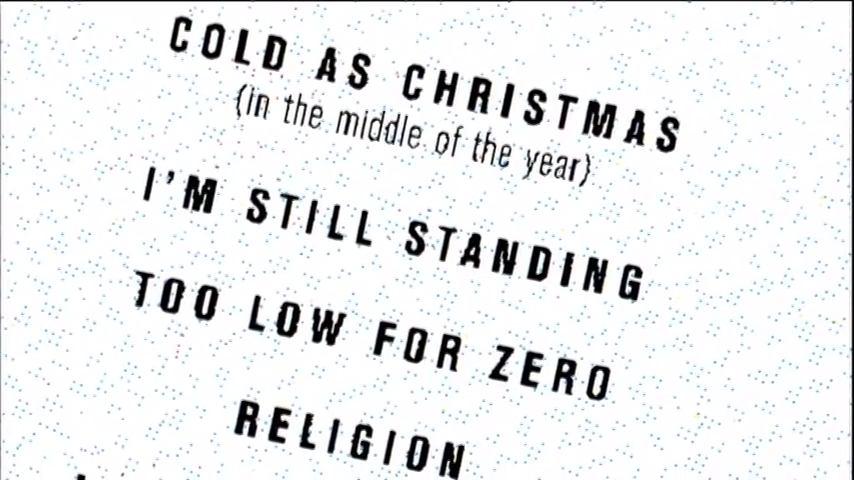 COLD AS CHRISTMAS
{in the middle of the year}
I'M STILL STANDING
TOO LOW FOR ZERO
RELIGION